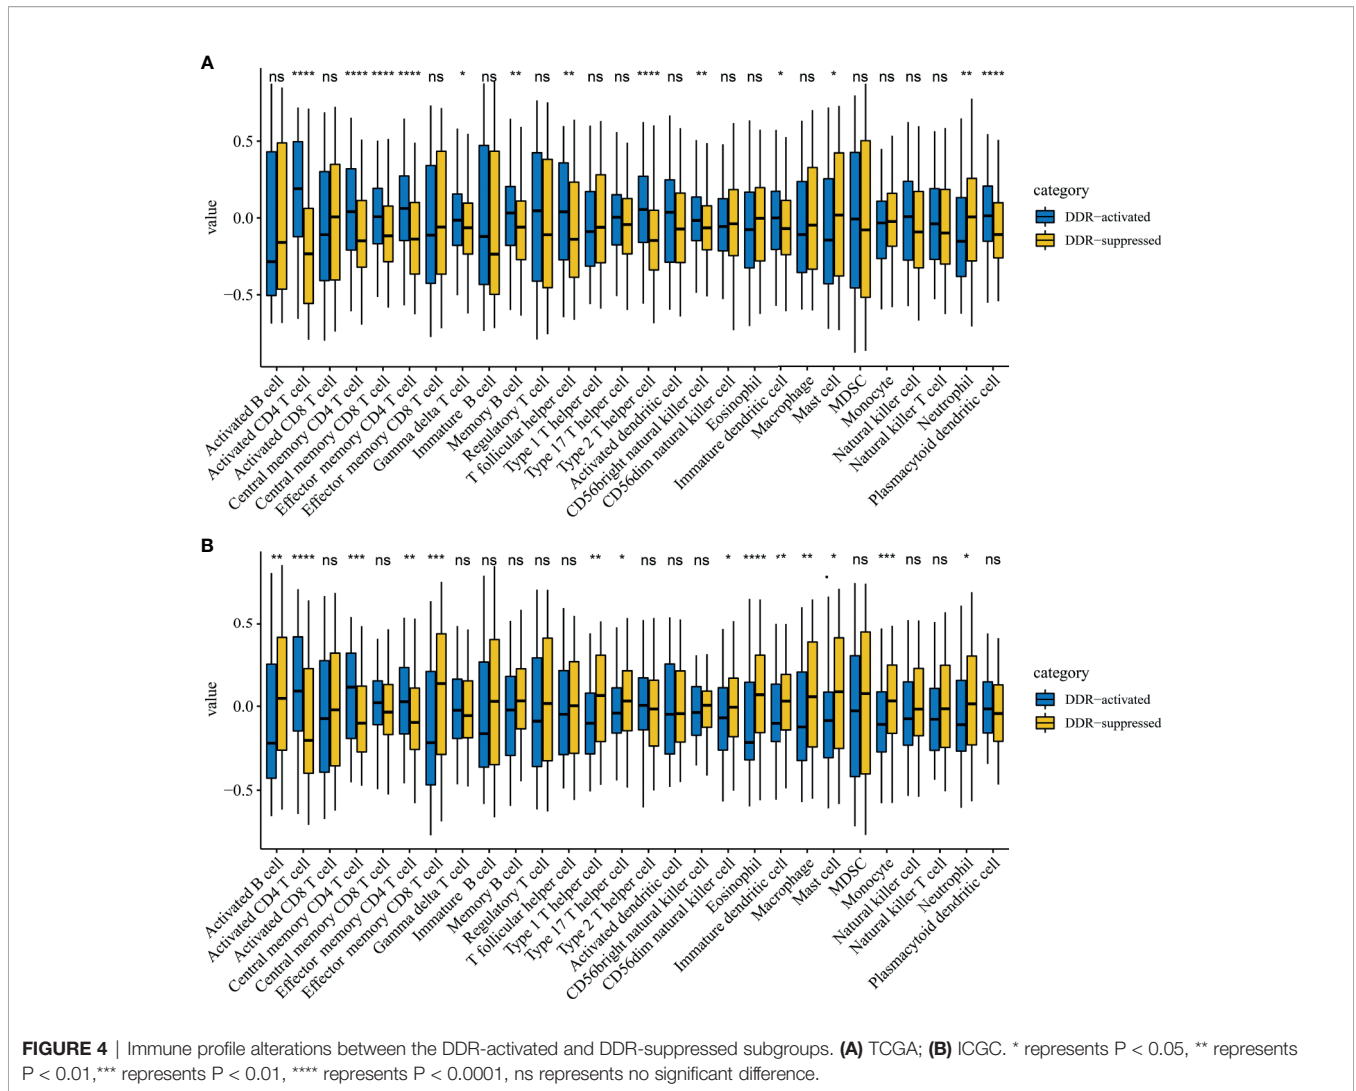 A
ns **** ns **** **** **** ns * ns ** ns ** ns ns **** ns ** ns ns * ns * ns ns ns ns ** ****
0.5
0.0
−0.5
value
category
DDR−activated
DDR−suppressed
Activated B cell
Activated CD4 T cell
Activated CD8 T cell
Central memory CD4 T cell
Central memory CD8 T cell
Effector memory CD4 T cell
Effector memory CD8 T cell
Gamma delta T cell
Immature B cell
Memory B cell
Regulatory T cell
T follicular helper cell
Type 1 T helper cell
Type 17 T helper cell
Type 2 T helper cell
Activated dendritic cell
CD56bright natural killer cell
CD56dim natural killer cell
Eosinophil
Immature dendritic cell
Macrophage
Mast cell
MDSC
Monocyte
Natural killer cell
Natural killer T cell
Neutrophil
Plasmacytoid dendritic cell
B
** **** ns *** ns ** *** ns ns ns ns ns ** * ns ns ns * **** ** ** * ns *** ns ns * ns
0.5
0.0
−0.5
value
category
DDR−activated
DDR−suppressed
Activated B cell
Activated CD4 T cell
Activated CD8 T cell
Central memory CD4 T cell
Central memory CD8 T cell
Effector memory CD4 T cell
Effector memory CD8 T cell
Gamma delta T cell
Immature B cell
Memory B cell
Regulatory T cell
T follicular helper cell
Type 1 T helper cell
Type 17 T helper cell
Type 2 T helper cell
Activated dendritic cell
CD56bright natural killer cell
CD56dim natural killer cell
Eosinophil
Immature dendritic cell
Macrophage
Mast cell
MDSC
Monocyte
Natural killer cell
Natural killer T cell
Neutrophil
Plasmacytoid dendritic cell
FIGURE 4 | Immune profile alterations between the DDR-activated and DDR-suppressed subgroups. (A) TCGA; (B) ICGC. * represents P < 0.05, ** represents
P < 0.01,*** represents P < 0.01, **** represents P < 0.0001, ns represents no significant difference.